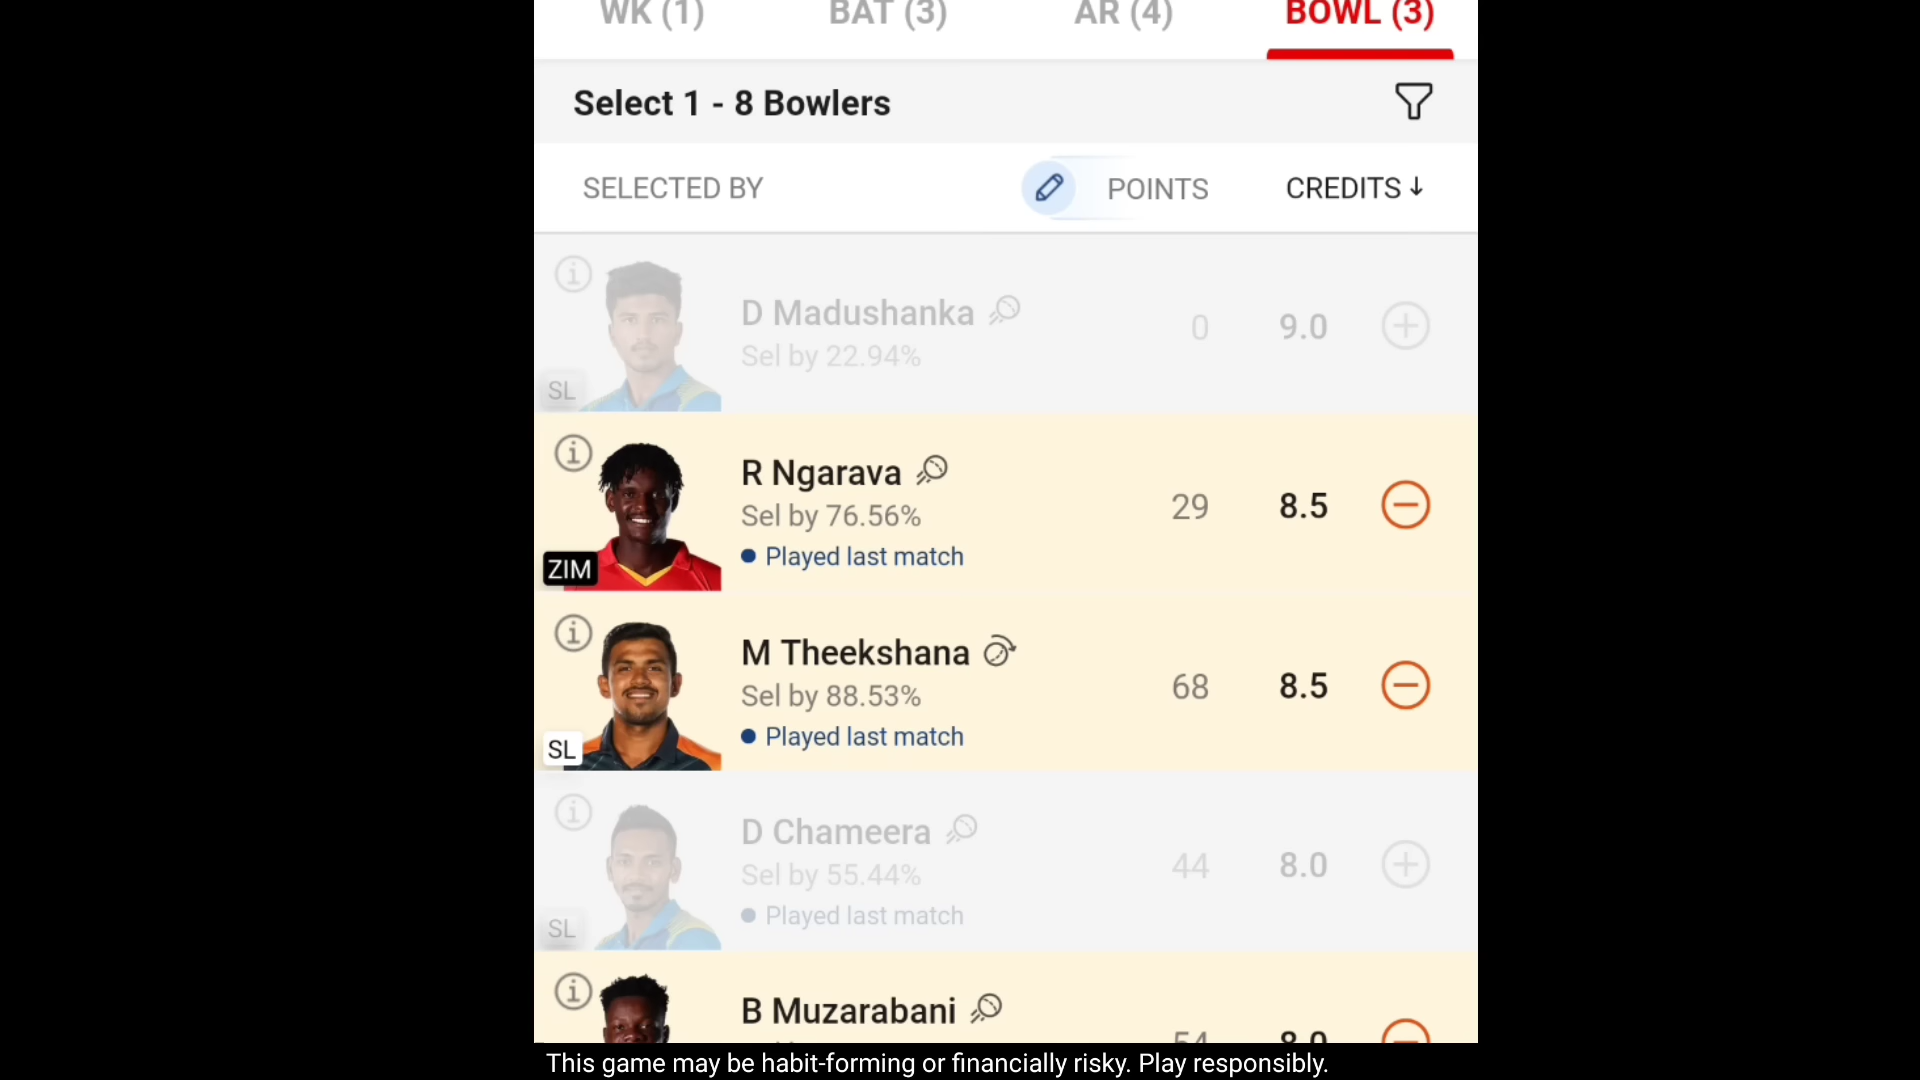 WK (1) BAT (3) AR (4) BOWL (3)
Select 1 - 8 Bowlers
SELECTED BY POINTS CREDITS ↓
D Madushanka
Sel by 22.94%
0 9.0
SL
R Ngarava
Sel by 76.56%
29 8.5
Played last match
ZIM
M Theekshana
Sel by 88.53%
68 8.5
Played last match
SL
D Chameera
Sel by 55.44%
44 8.0
Played last match
SL
B Muzarabani
54 8.0
This game may be habit-forming or financially risky. Play responsibly.